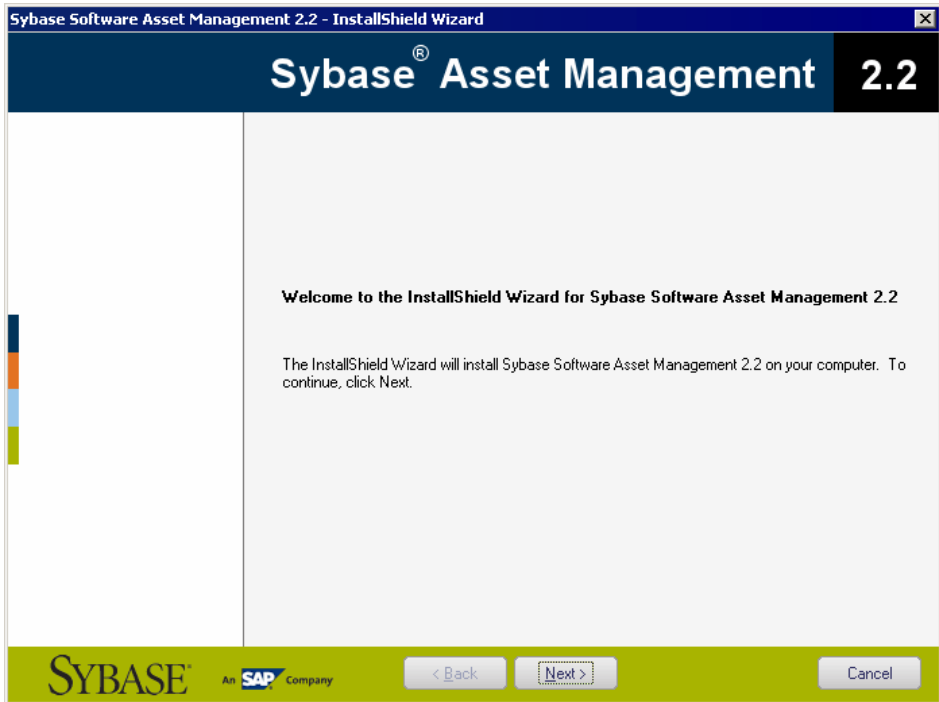 Sybase Software Asset Management 2.2 - InstallShield Wizard
Sybase® Asset Management 2.2
Welcome to the InstallShield Wizard for Sybase Software Asset Management 2.2
The InstallShield Wizard will install Sybase Software Asset Management 2.2 on your computer. To
continue, click Next.
SYBASE® An SAP Company < Back Next > Cancel